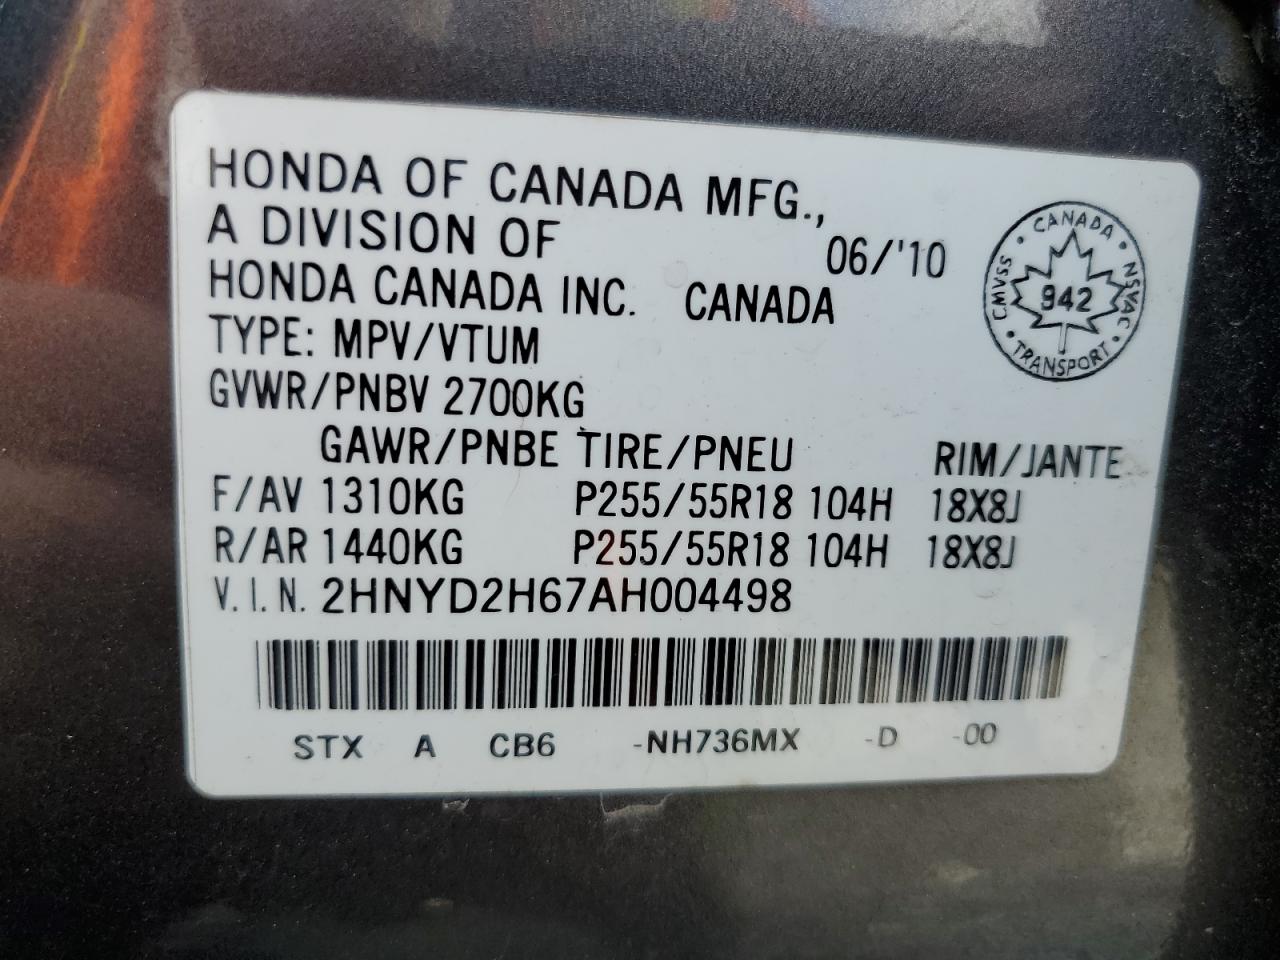 HONDA OF CANADA MFG.,
A DIVISION OF 06/'10
HONDA CANADA INC. CANADA
CANADA • NSVAC • TRANSPORT • CMVSS •
942
TYPE: MPV/VTUM
GVWR/PNBV 2700KG
GAWR/PNBE TIRE/PNEU RIM/JANTE
F/AV 1310KG P255/55R18 104H 18X8J
R/AR 1440KG P255/55R18 104H 18X8J
V.I.N. 2HNYD2H67AH004498
STX A CB6 -NH736MX -D -00